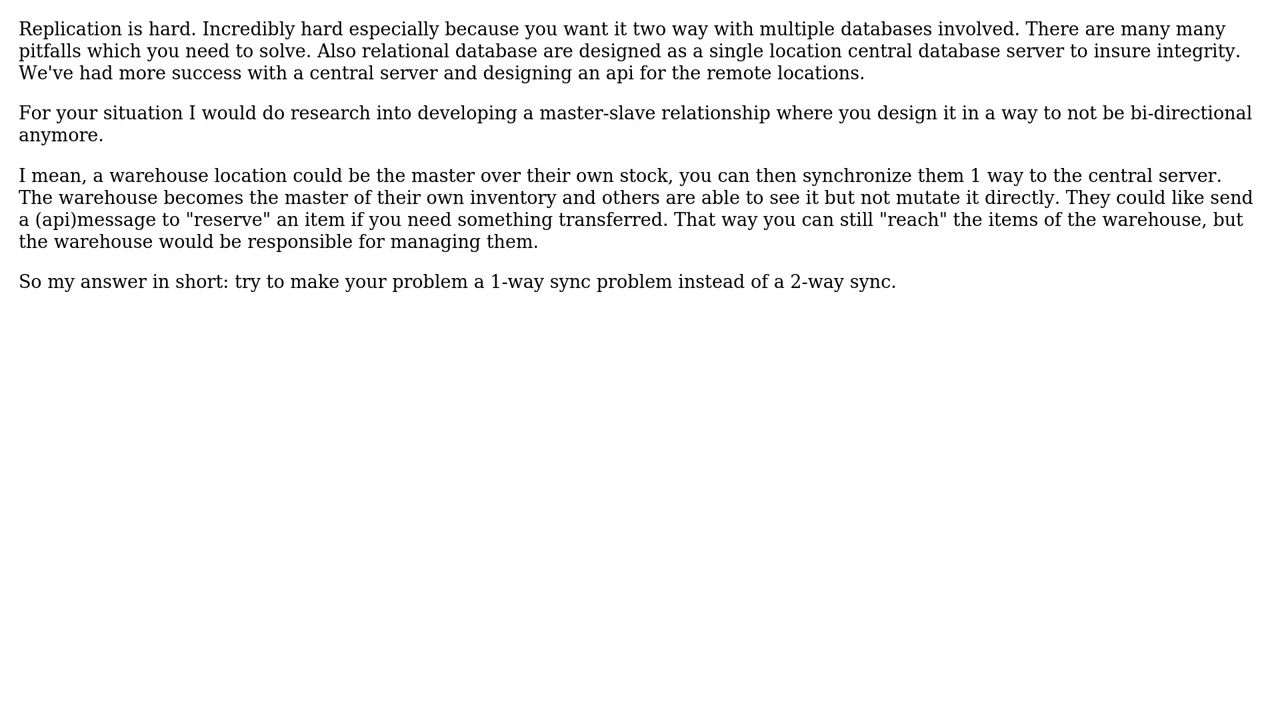 Replication is hard. Incredibly hard especially because you want it two way with multiple databases involved. There are many many
pitfalls which you need to solve. Also relational database are designed as a single location central database server to insure integrity.
We've had more success with a central server and designing an api for the remote locations.
For your situation I would do research into developing a master-slave relationship where you design it in a way to not be bi-directional
anymore.
I mean, a warehouse location could be the master over their own stock, you can then synchronize them 1 way to the central server.
The warehouse becomes the master of their own inventory and others are able to see it but not mutate it directly. They could like send
a (api)message to "reserve" an item if you need something transferred. That way you can still "reach" the items of the warehouse, but
the warehouse would be responsible for managing them.
So my answer in short: try to make your problem a 1-way sync problem instead of a 2-way sync.